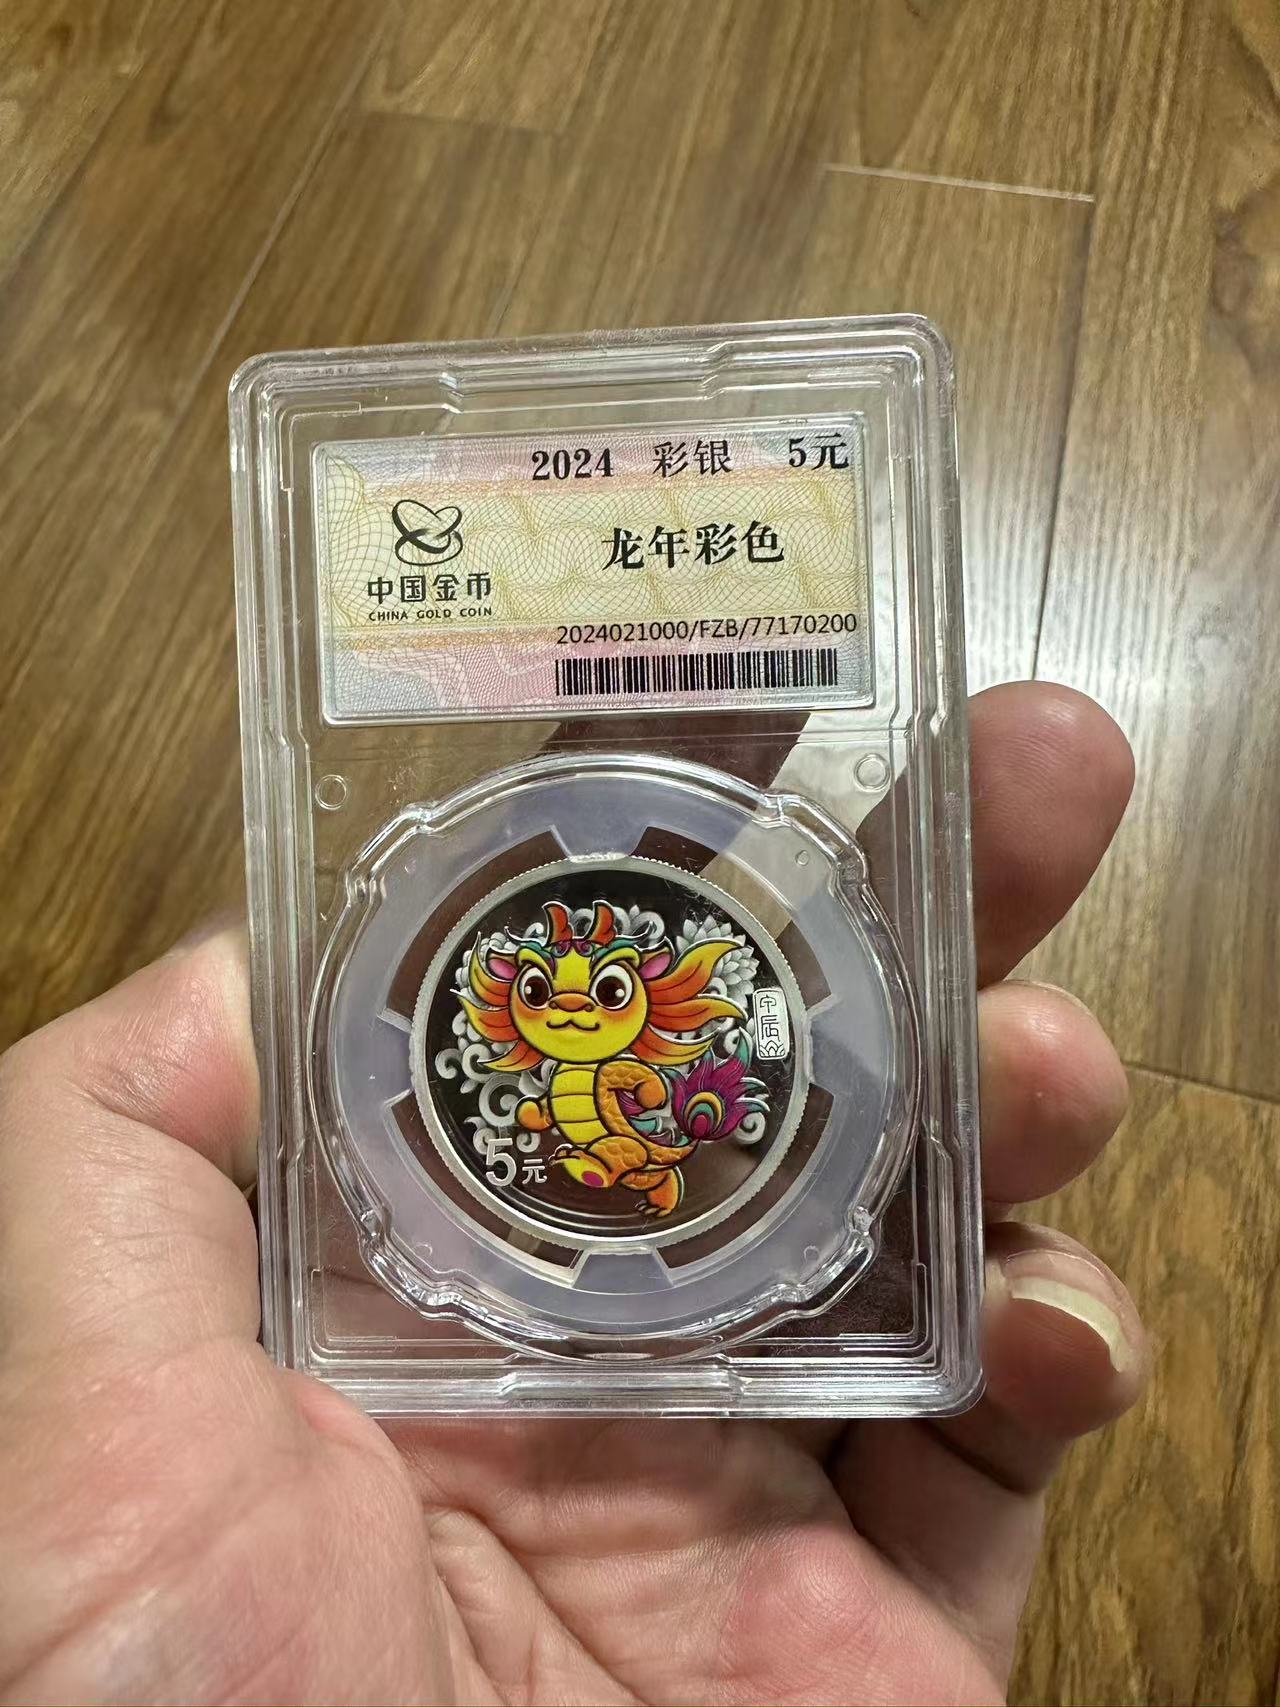 2024 彩银 5元
龙年彩色
中国金币
CHINA GOLD COIN
2024021000/FZB/77170200
5元